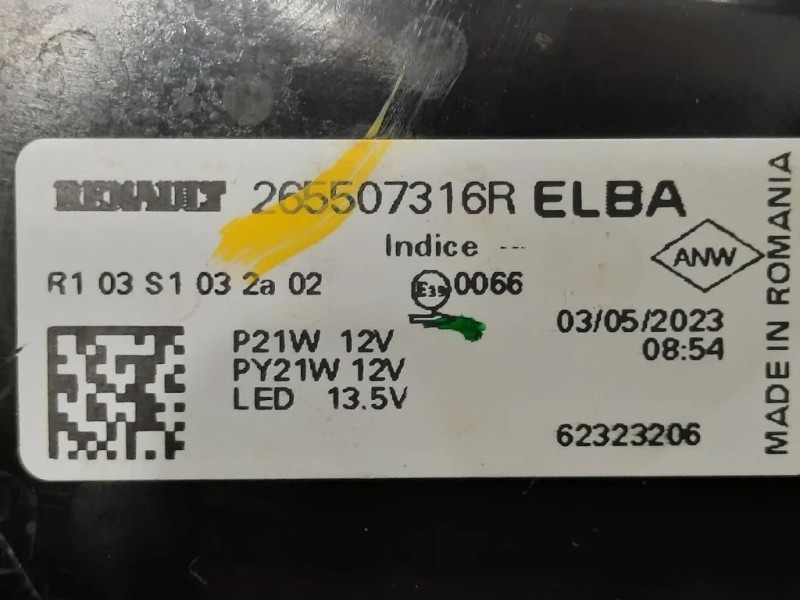 RENAULT 265507316R ELBA
Indice ---
ANW
R1 03 S1 03 2a 02 E39 0066
P21W 12V
PY21W 12V
LED 13.5V
03/05/2023
08:54
62323206
MADE IN ROMANIA